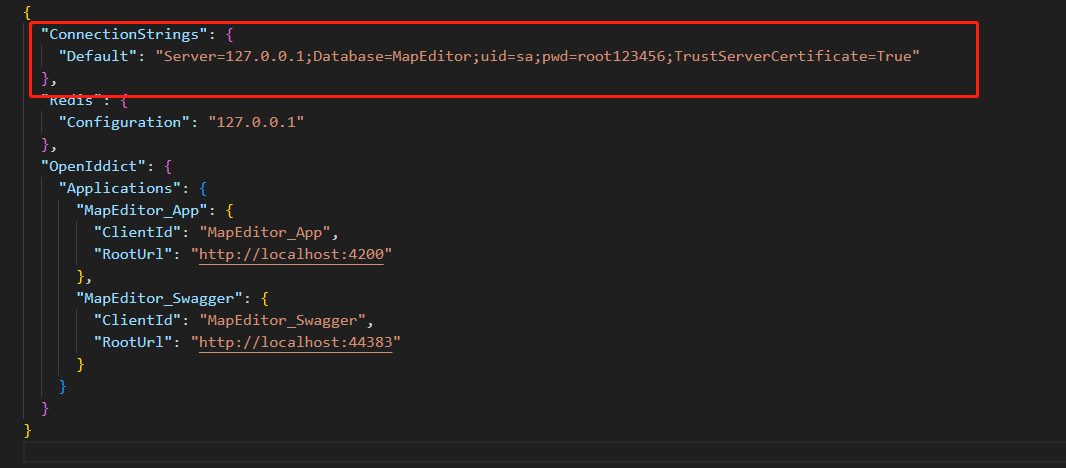 {
"ConnectionStrings": {
"Default": "Server=127.0.0.1;Database=MapEditor;uid=sa;pwd=root123456;TrustServerCertificate=True"
},
"Redis": {
"Configuration": "127.0.0.1"
},
"OpenIddict": {
"Applications": {
"MapEditor_App": {
"ClientId": "MapEditor_App",
"RootUrl": "http://localhost:4200"
},
"MapEditor_Swagger": {
"ClientId": "MapEditor_Swagger",
"RootUrl": "http://localhost:44383"
}
}
}
}